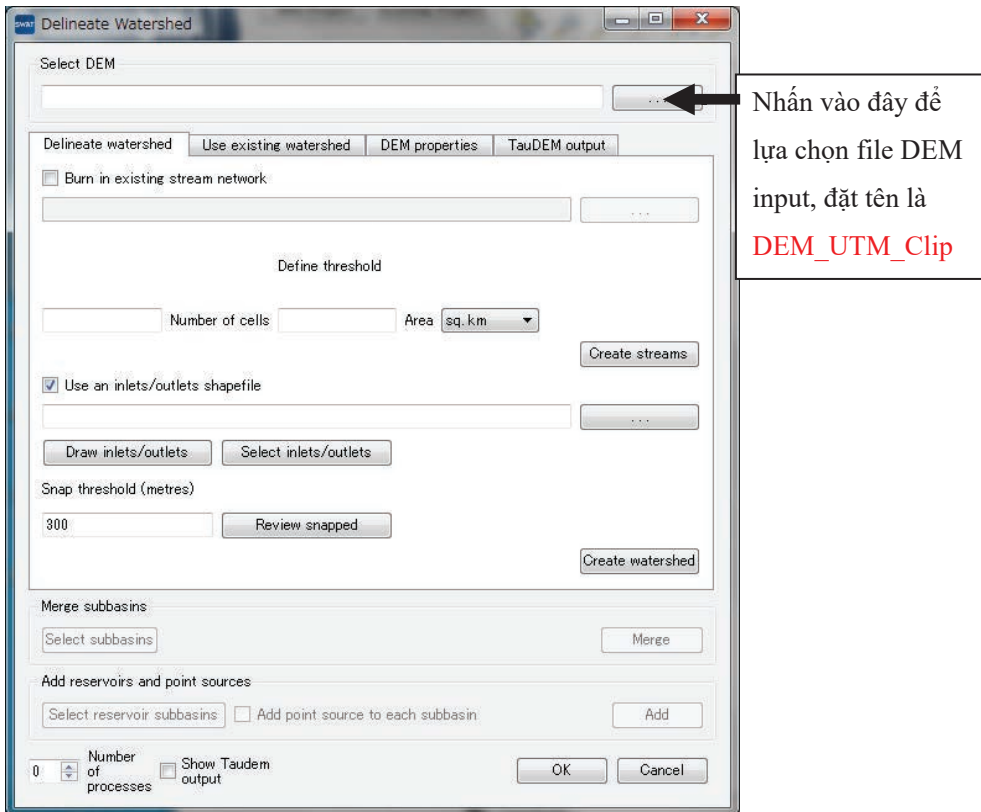 SWAT Delineate Watershed
Select DEM
...
Nhấn vào đây để
lựa chọn file DEM
input, đặt tên là
DEM_UTM_Clip
Delineate watershed Use existing watershed DEM properties TauDEM output
Burn in existing stream network
...
Define threshold
Number of cells Area sq.km
Create streams
Use an inlets/outlets shapefile
...
Draw inlets/outlets Select inlets/outlets
Snap threshold (metres)
300 Review snapped
Create watershed
Merge subbasins
Select subbasins Merge
Add reservoirs and point sources
Select reservoir subbasins Add point source to each subbasin Add
0 Number
of
processes
Show Taudem
output
OK Cancel